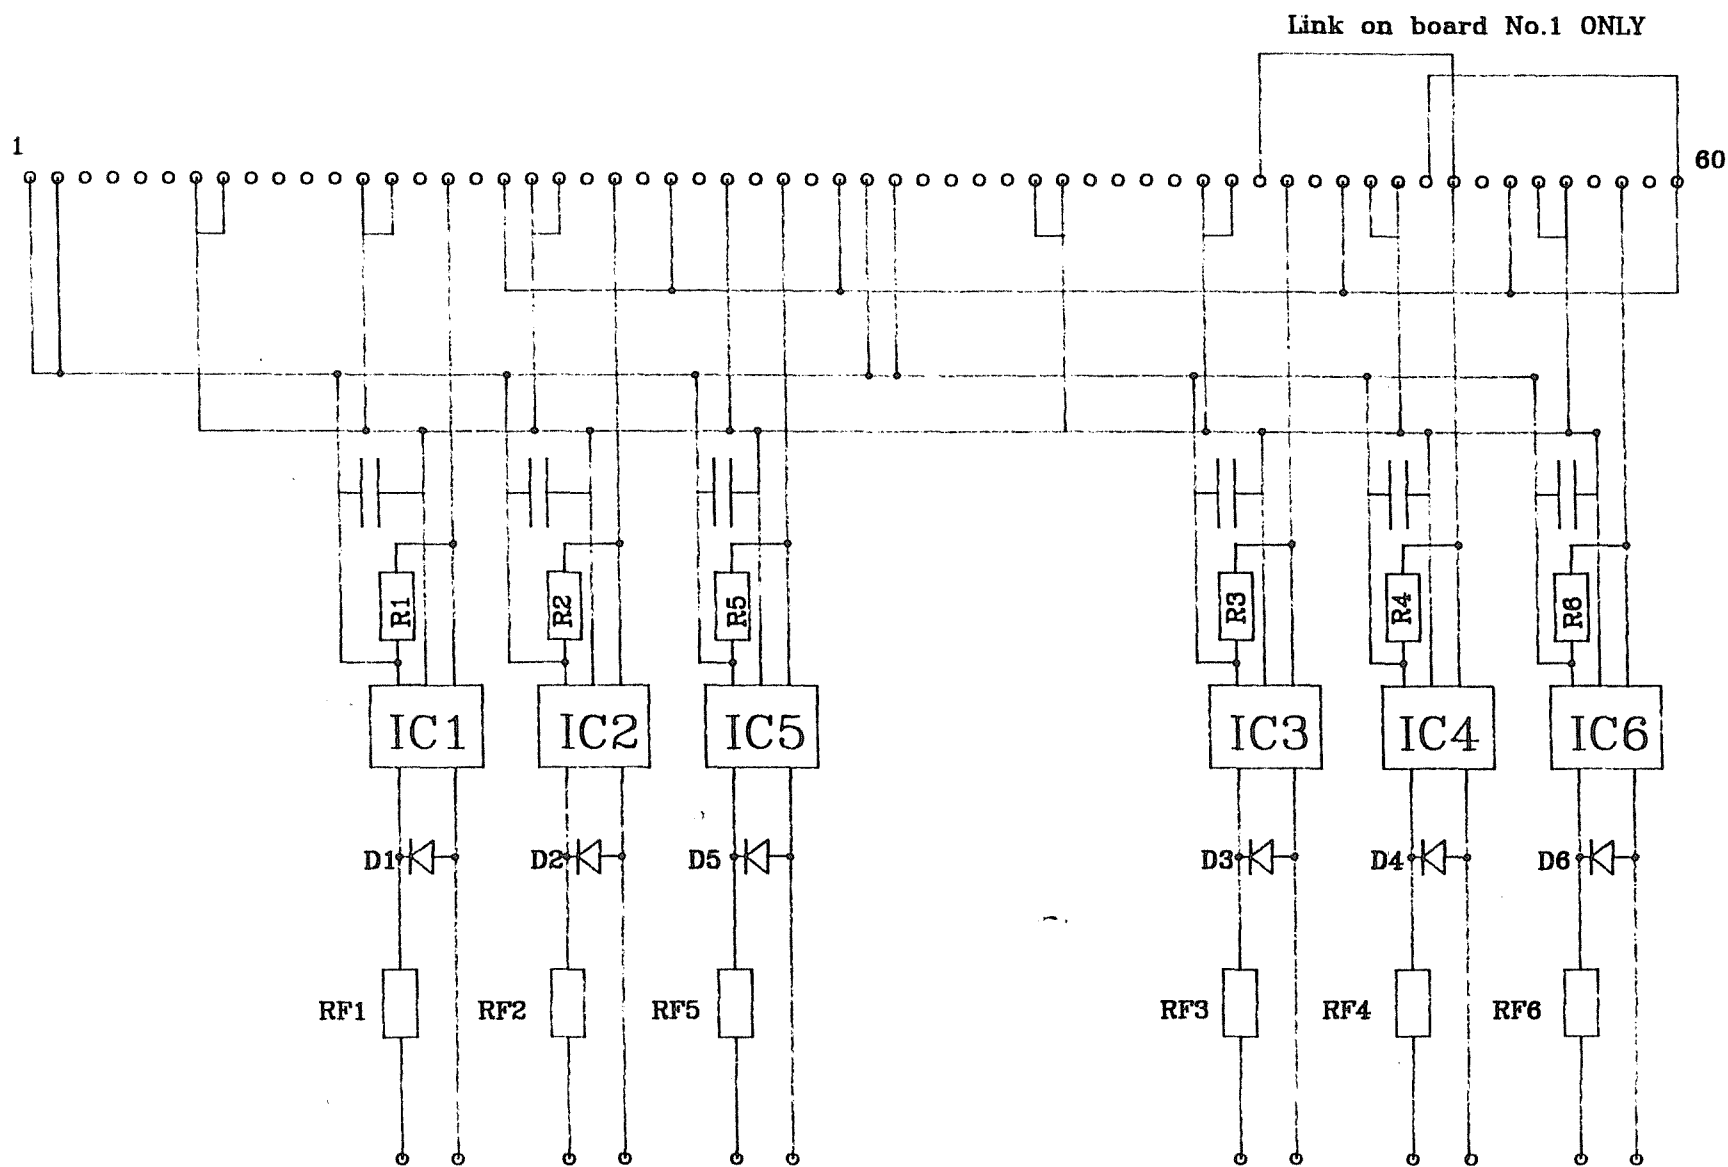 Link on board No.1 ONLY
1
60
R1
R2
R5
R3
R4
R6
IC1
IC2
IC5
IC3
IC4
IC6
D1
D2
D5
D3
D4
D6
RF1
RF2
RF5
RF3
RF4
RF6